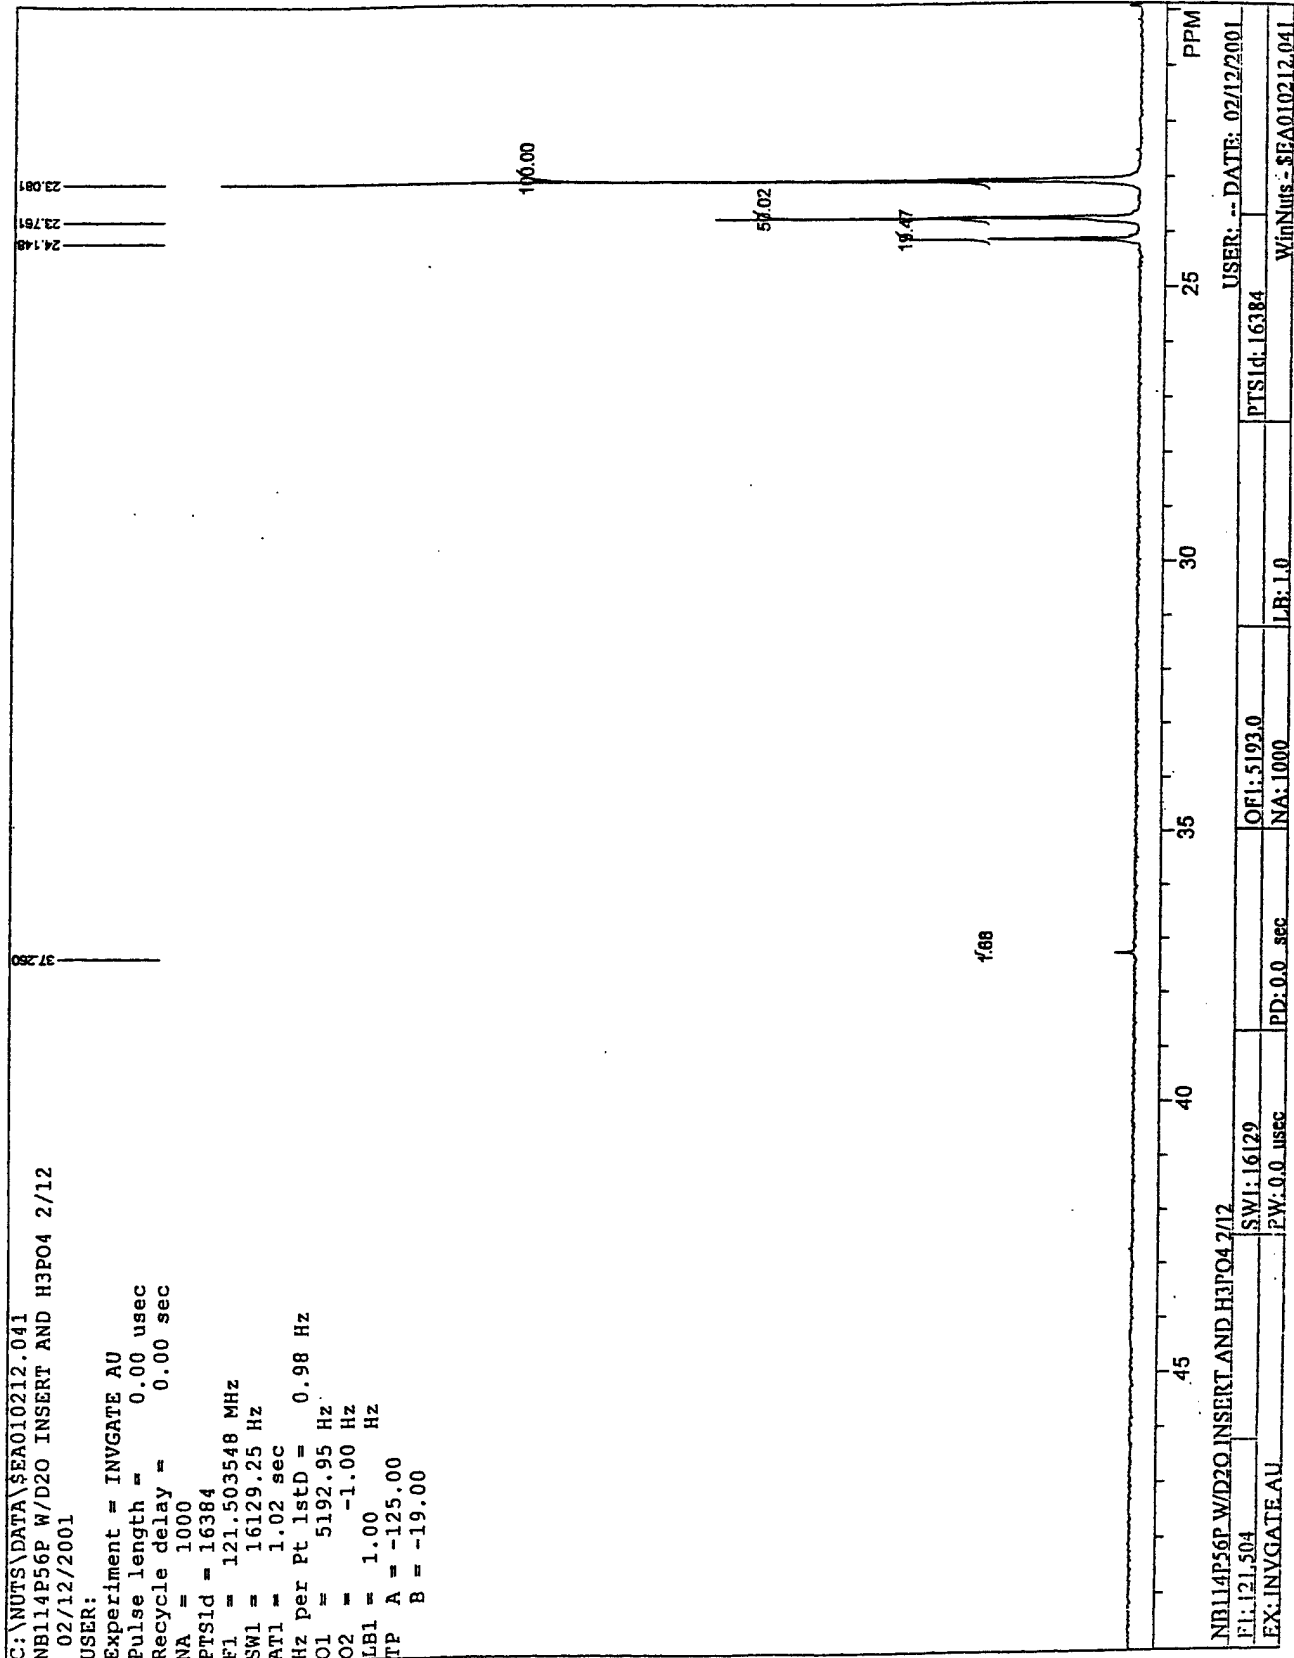 C:\NUTS\DATA\$EA010212.041
NB114P56P W/D2O INSERT AND H3PO4 2/12
02/12/2001
USER:
Experiment = INVGATE AU
Pulse length = 0.00 usec
Recycle delay = 0.00 sec
NA = 1000
PTS1d = 16384
F1 = 121.503548 MHz
SW1 = 16129.25 Hz
AT1 = 1.02 sec
Hz per Pt 1stD = 0.98 Hz
O1 = 5192.95 Hz
O2 = -1.00 Hz
LB1 = 1.00 Hz
TP A = -125.00
B = -19.00
37.260
24.148
23.761
23.081
1.68
19.47
100.00
45 40 35 30 25 PPM
NB114P56P W/D2O INSERT AND H3PO4 2/12 USER: -- DATE: 02/12/2001
F1: 121.504 SW1: 16129 OF1: 5193.0 PTS1d: 16384
EX: INVGATE AU PW: 0.0 usec PD: 0.0 sec NA: 1000 LB: 1.0 WinNuts - $EA010212.041